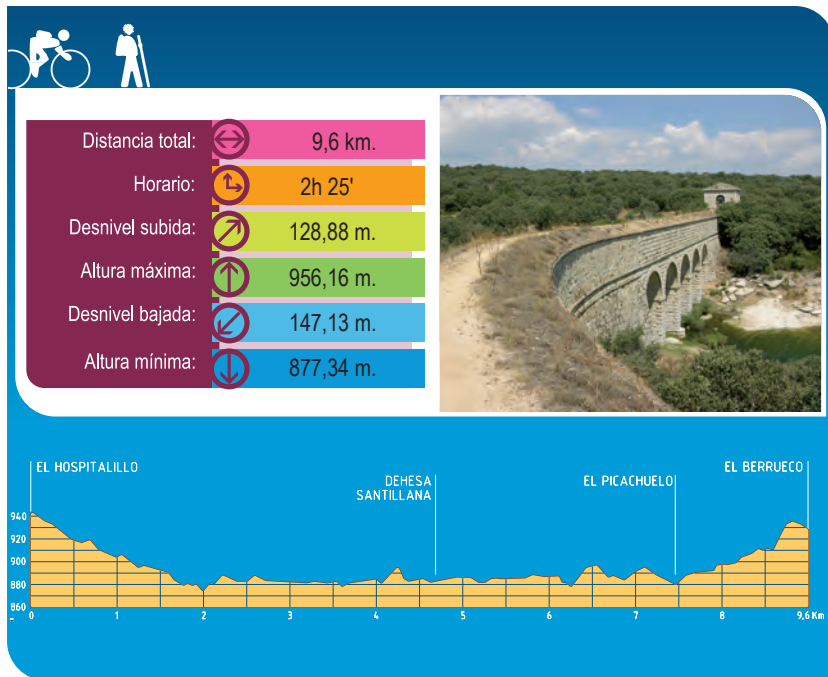 Distancia total: 9,6 km.
Horario: 2h 25'
Desnivel subida: 128,88 m.
Altura máxima: 956,16 m.
Desnivel bajada: 147,13 m.
Altura mínima: 877,34 m.
EL HOSPITALILLO
DEHESA
SANTILLANA
EL PICACHUELO
EL BERRUECO
940
920
900
880
860
0 1 2 3 4 5 6 7 8 9,6 Km